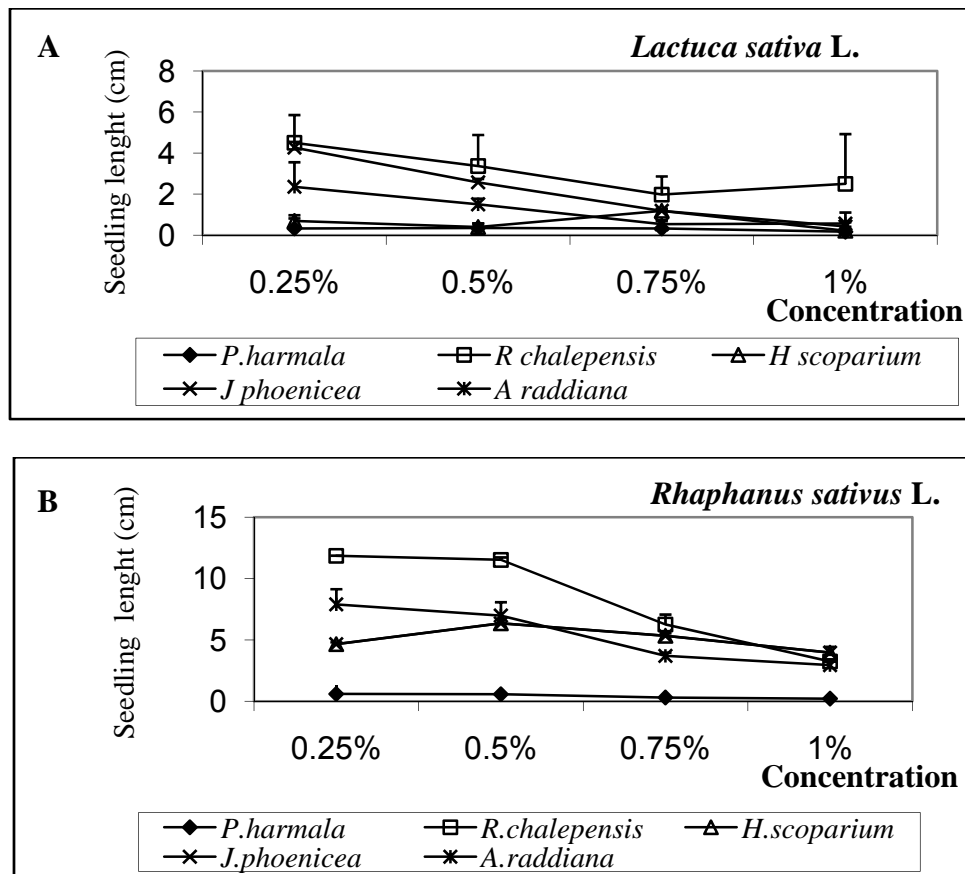 A
Lactuca sativa L.
Seedling lenght (cm)
8
6
4
2
0
0.25% 0.5% 0.75% 1%
Concentration
P.harmala R chalepensis H scoparium
J phoenicea A raddiana
B
Rhaphanus sativus L.
Seedling lenght (cm)
15
10
5
0
0.25% 0.5% 0.75% 1%
Concentration
P.harmala R.chalepensis H.scoparium
J.phoenicea A.raddiana